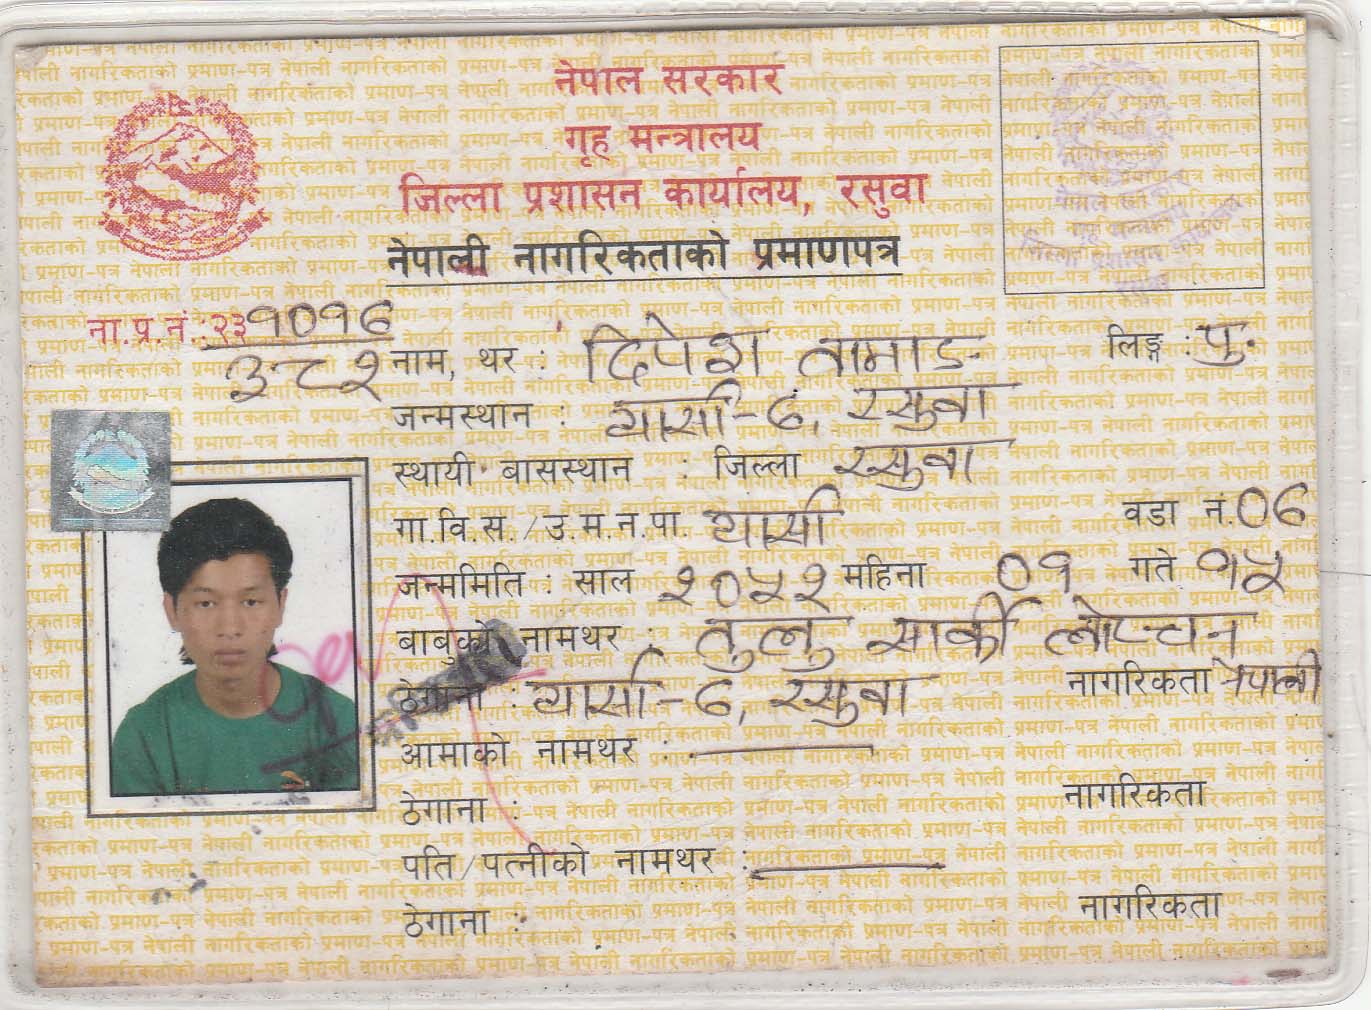 नेपाल सरकार
गृह मन्त्रालय
जिल्ला प्रशासन कार्यालय, रसुवा
नेपाली नागरिकताको प्रमाणपत्र
ना.प्र.नं.:२३१०१६
३८२
नाम, थर : दिपेश तामाङ लिङ्ग : पु.
जन्मस्थान : यार्सा-६, रसुवा
स्थायी बासस्थान : जिल्ला रसुवा
गा.वि.स./उ.म.न.पा. यार्सा वडा नं. ०६
जन्ममिति : साल २०५२ महिना ०१ गते १५
बाबुको नामथर : तुलु सार्की लोप्चन
ठेगाना : यार्सा-६, रसुवा नागरिकता नेपाली
आमाको नामथर :
ठेगाना : नागरिकता
पति/पत्नीको नामथर :
ठेगाना : नागरिकता